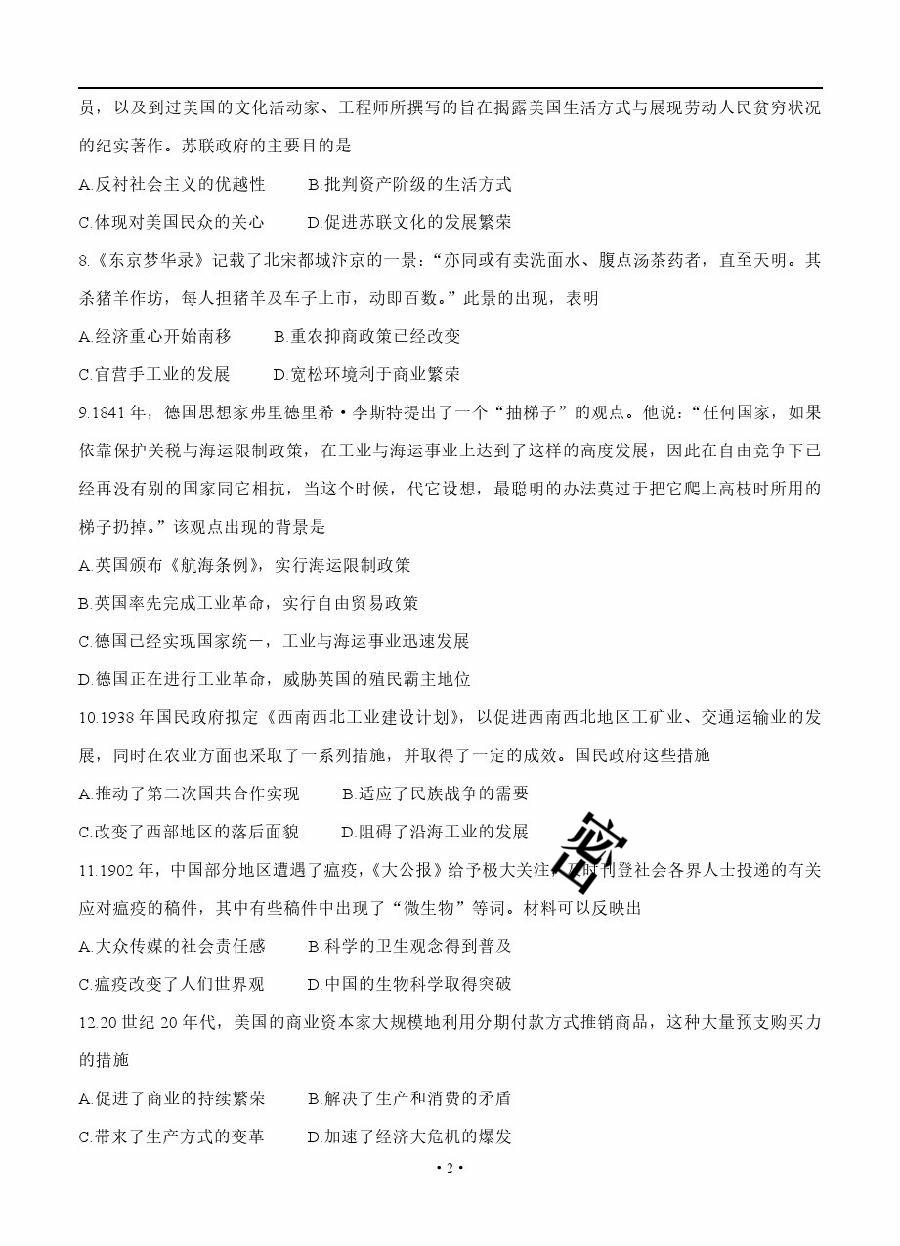 员，以及到过美国的文化活动家、工程师所撰写的旨在揭露美国生活方式与展现劳动人民贫穷状况
的纪实著作。苏联政府的主要目的是
A.反衬社会主义的优越性 B 批判资产阶级的生活方式
C.体现对美国民众的关心 D.促进苏联文化的发展繁荣
8.《东京梦华录》记载了北宋都城汴京的一景：“亦间或有卖洗面水、腹点汤茶药者，直至天明。其
杀猪羊作坊，每人担猪羊及车子上市，动即百数。”此景的出现，表明
A.经济重心开始南移 B.重农抑商政策已经改变
C.官营手工业的发展 D.宽松环境利于商业繁荣
9.1841 年，德国思想家弗里德里希·李斯特提出了一个“抽梯子”的观点。他说：“任何国家，如果
依靠保护关税与海运限制政策，在工业与海运事业上达到了这样的高度发展，因此在自由竞争下已
经再没有别的国家同它相抗，当这个时候，代它设想，最聪明的办法莫过于把它爬上高枝时所用的
梯子扔掉。”该观点出现的背景是
A.英国颁布《航海条例》，实行海运限制政策
B.英国率先完成工业革命，实行自由贸易政策
C.德国已经实现国家统一，工业与海运事业迅速发展
D.德国正在进行工业革命，威胁英国的殖民霸主地位
10.1938 年国民政府拟定《西南西北工业建设计划》，以促进西南西北地区工矿业、交通运输业的发
展，同时在农业方面也采取了一系列措施，并取得了一定的成效。国民政府这些措施
A.推动了第二次国共合作实现 B.适应了民族战争的需要
C.改变了西部地区的落后面貌 D.阻碍了沿海工业的发展
密
11.1902 年，中国部分地区遭遇了瘟疫，《大公报》给予极大关注，及时刊登社会各界人士投递的有关
应对瘟疫的稿件，其中有些稿件中出现了“微生物”等词。材料可以反映出
A.大众传媒的社会责任感 B 科学的卫生观念得到普及
C.瘟疫改变了人们世界观 D.中国的生物科学取得突破
12.20 世纪 20 年代，美国的商业资本家大规模地利用分期付款方式推销商品，这种大量预支购买力
的措施
A.促进了商业的持续繁荣 B.解决了生产和消费的矛盾
C.带来了生产方式的变革 D.加速了经济大危机的爆发
·2·